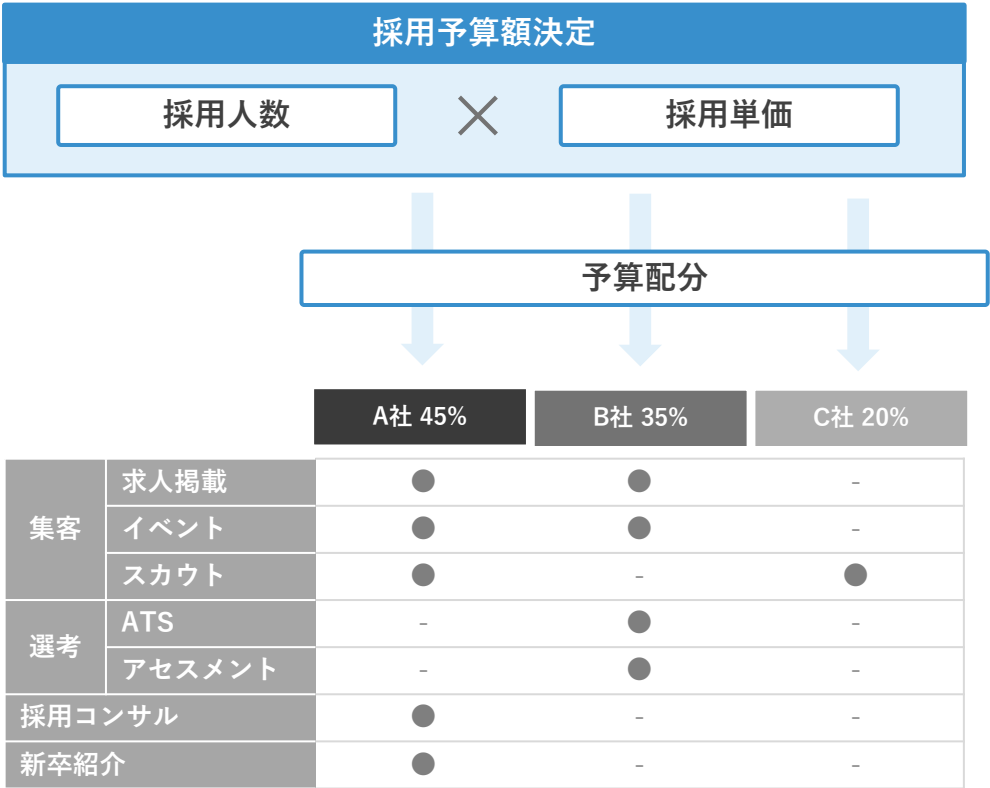 採用予算額決定
採用人数 × 採用単価
予算配分
A社 45% B社 35% C社 20%
集客
求人掲載 ● ● -
イベント ● ● -
スカウト ● - ●
選考
ATS - ● -
アセスメント - ● -
採用コンサル ● - -
新卒紹介 ● - -